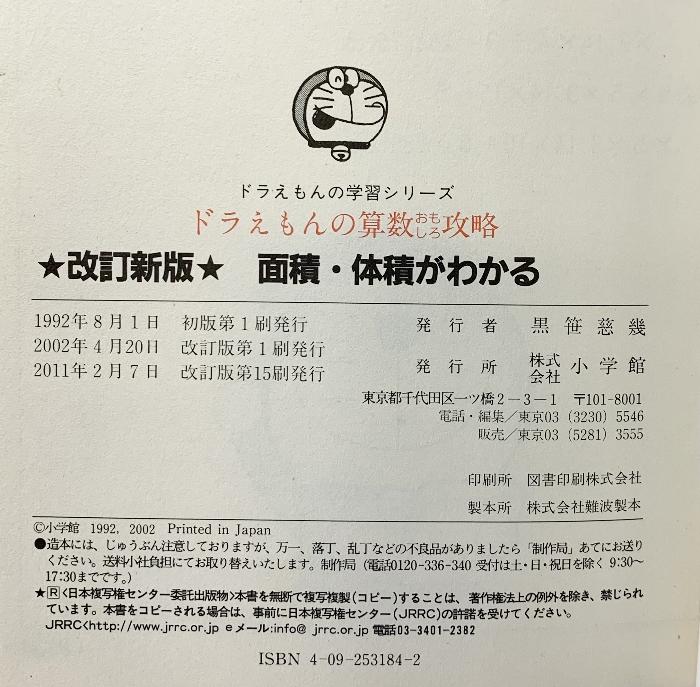 ドラえもんの学習シリーズ
ドラえもんの算数おもしろ攻略
★改訂新版★ 面積・体積がわかる
1992年8月1日 初版第1刷発行
2002年4月20日 改訂版第1刷発行
2011年2月7日 改訂版第15刷発行
発行者 黒笹慈幾
発行所 株式会社 小学館
東京都千代田区一ツ橋2-3-1 〒101-8001
電話・編集/東京03 (3230) 5546
販売/東京03 (5281) 3555
印刷所 図書印刷株式会社
製本所 株式会社難波製本
©小学館 1992, 2002 Printed in Japan
●造本には、じゅうぶん注意しておりますが、万一、落丁、乱丁などの不良品がありましたら「制作局」あてにお送り
ください。送料小社負担にてお取り替えいたします。制作局(電話0120-336-340 受付は土・日・祝日を除く 9:30〜
17:30までです。)
★Ⓡ〈日本複写権センター委託出版物〉本書を無断で複写複製(コピー)することは、著作権法上の例外を除き、禁じられ
ています。本書をコピーされる場合は、事前に日本複写権センター(JRRC)の許諾を受けてください。
JRRC〈http://www.jrrc.or.jp eメール:info@jrrc.or.jp 電話03-3401-2382
ISBN 4-09-253184-2